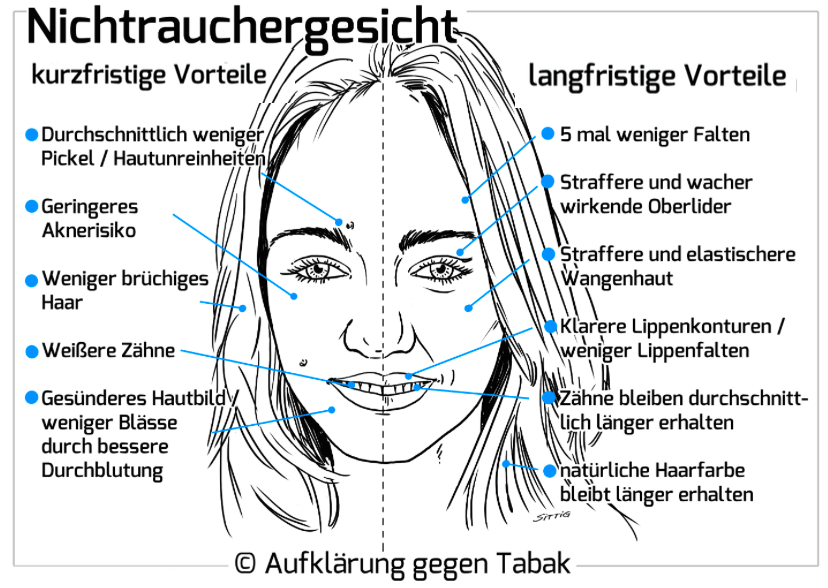 Nichtrauchergesicht
kurzfristige Vorteile
Durchschnittlich weniger
Pickel / Hautunreinheiten
Geringeres
Aknerisiko
Weniger brüchiges
Haar
Weißere Zähne
Gesünderes Hautbild /
weniger Blässe
durch bessere
Durchblutung
langfristige Vorteile
5 mal weniger Falten
Straffere und wacher
wirkende Oberlider
Straffere und elastischere
Wangenhaut
Klarere Lippenkonturen /
weniger Lippenfalten
Zähne bleiben durchschnitt-
lich länger erhalten
natürliche Haarfarbe
bleibt länger erhalten
SiTTiG
© Aufklärung gegen Tabak